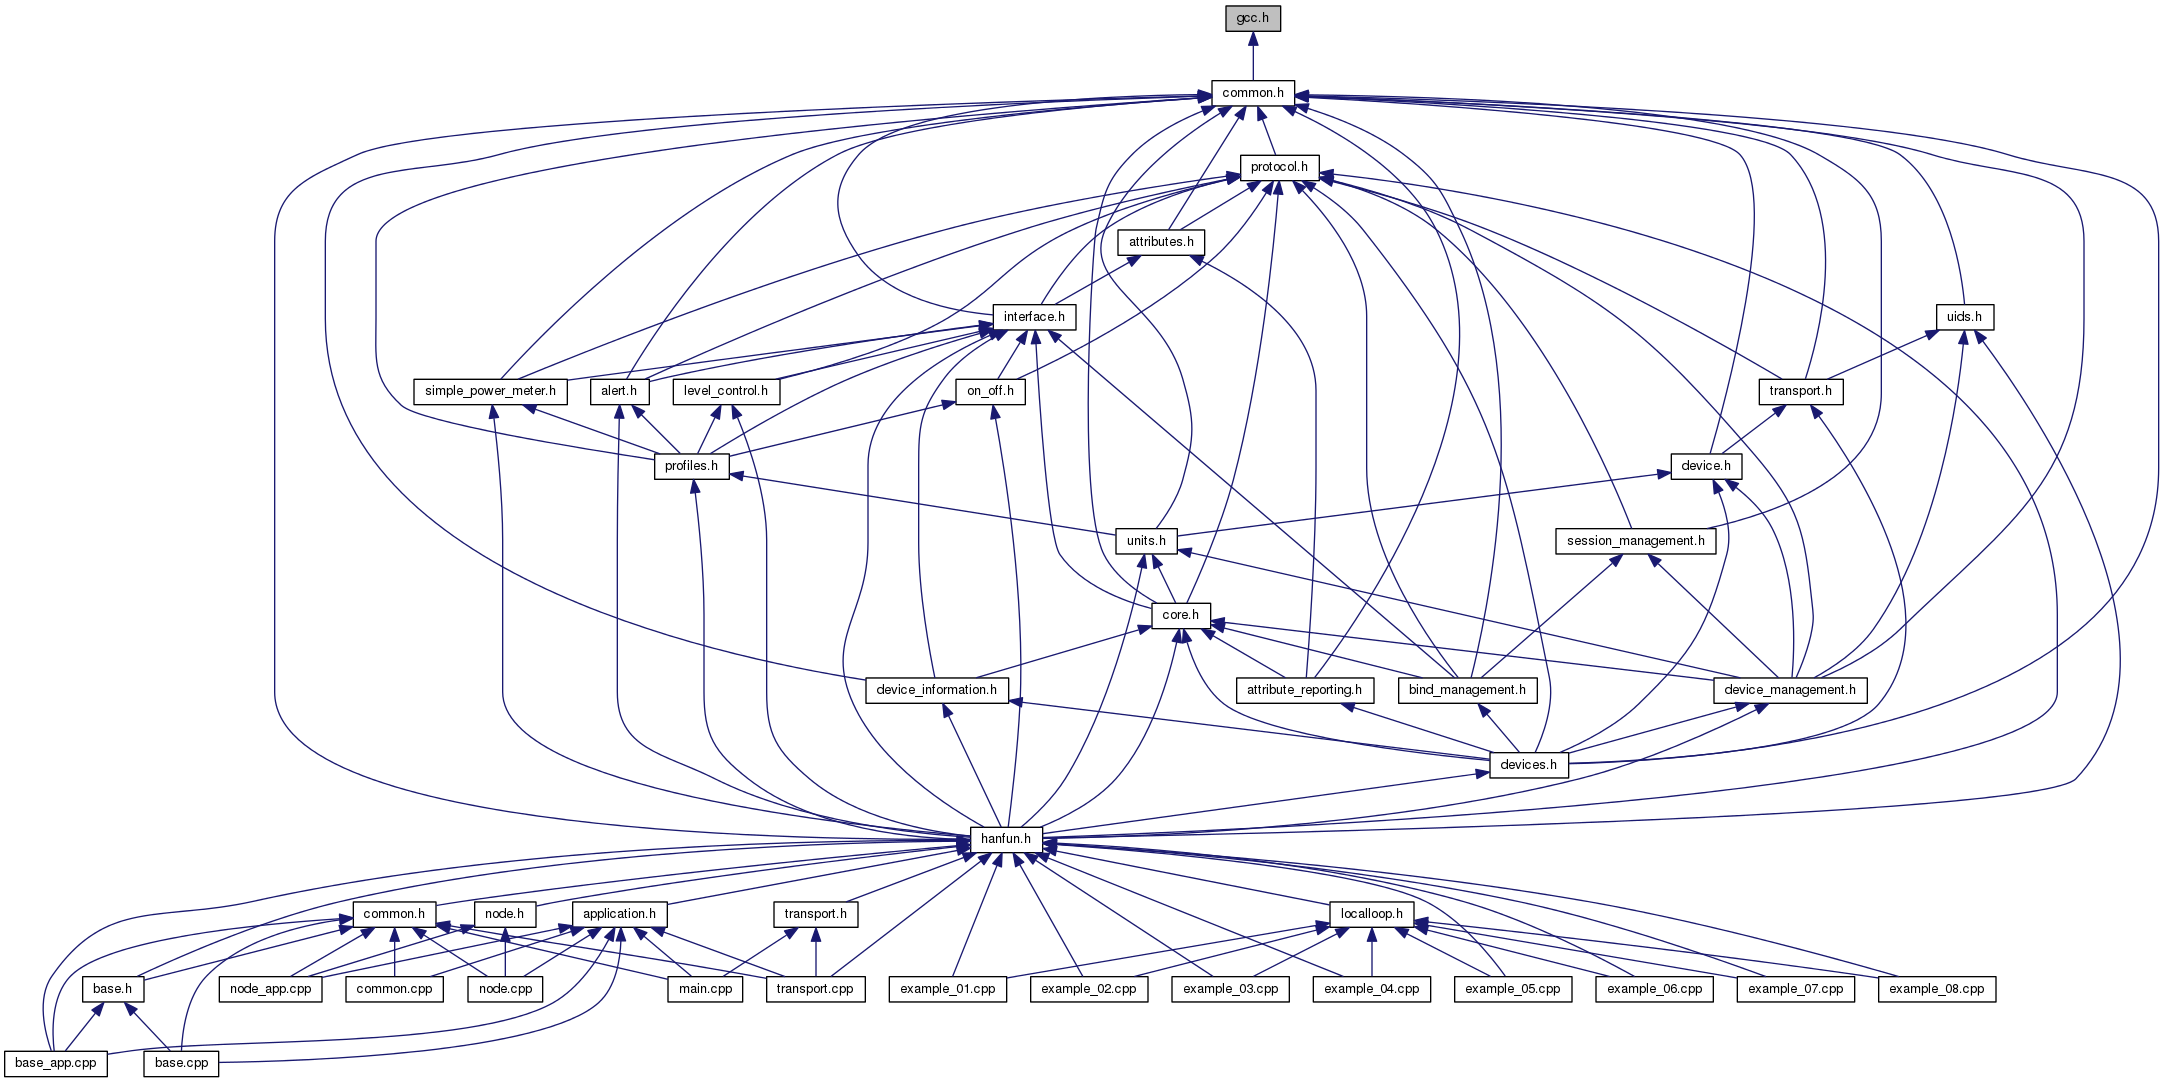 gcc.h
common.h
protocol.h
attributes.h
interface.h
uids.h
simple_power_meter.h
alert.h
level_control.h
on_off.h
transport.h
profiles.h
device.h
units.h
session_management.h
core.h
device_information.h
attribute_reporting.h
bind_management.h
device_management.h
devices.h
hanfun.h
common.h
node.h
application.h
transport.h
localloop.h
base.h
node_app.cpp
common.cpp
node.cpp
main.cpp
transport.cpp
example_01.cpp
example_02.cpp
example_03.cpp
example_04.cpp
example_05.cpp
example_06.cpp
example_07.cpp
example_08.cpp
base_app.cpp
base.cpp